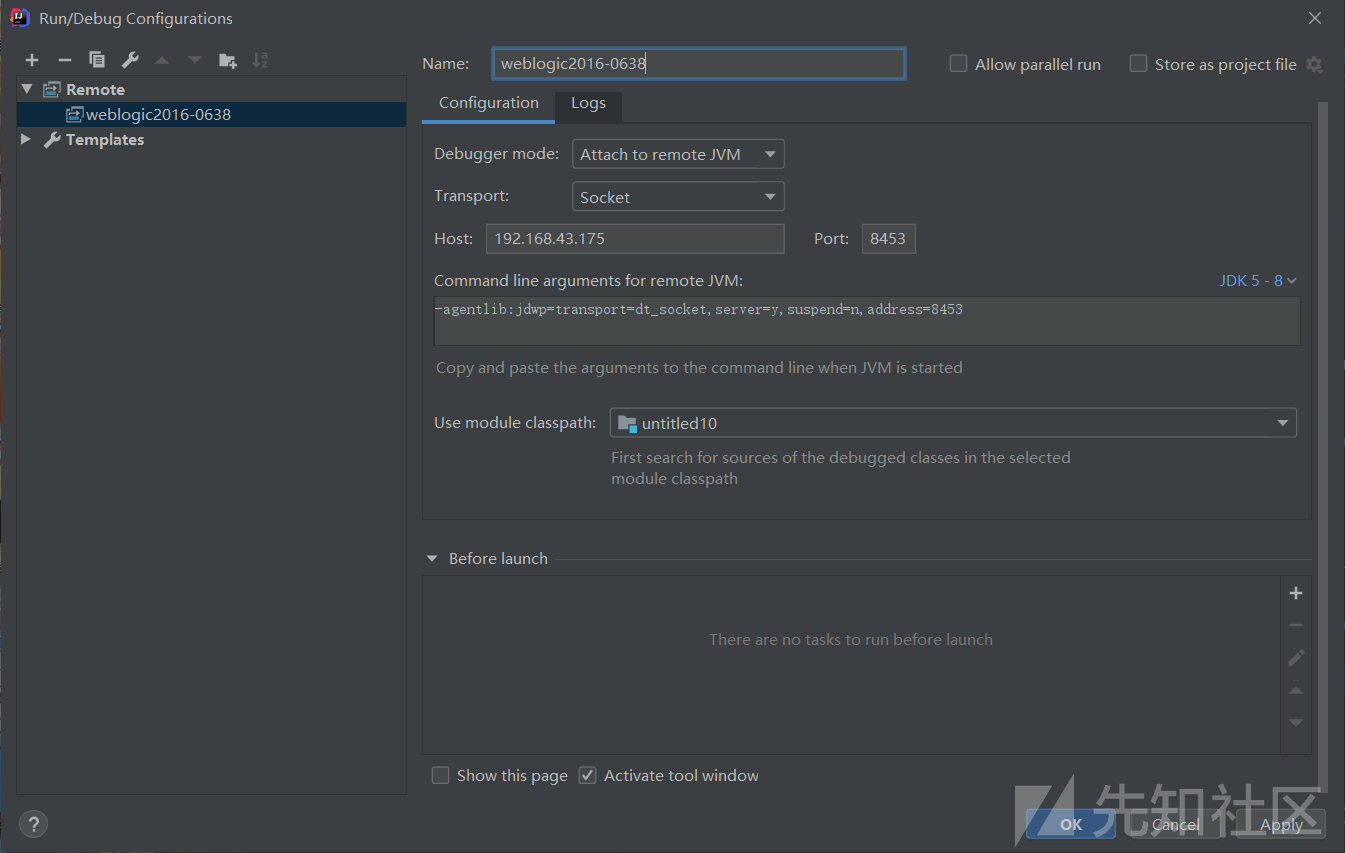 Run/Debug Configurations
Remote
weblogic2016-0638
Templates
Name: weblogic2016-0638 Allow parallel run Store as project file
Configuration Logs
Debugger mode: Attach to remote JVM
Transport: Socket
Host: 192.168.43.175 Port: 8453
Command line arguments for remote JVM: JDK 5 - 8
-agentlib:jdwp=transport=dt_socket,server=y,suspend=n,address=8453
Copy and paste the arguments to the command line when JVM is started
Use module classpath: untitled10
First search for sources of the debugged classes in the selected
module classpath
Before launch
There are no tasks to run before launch
Show this page Activate tool window
先知社区
? OK Cancel Apply